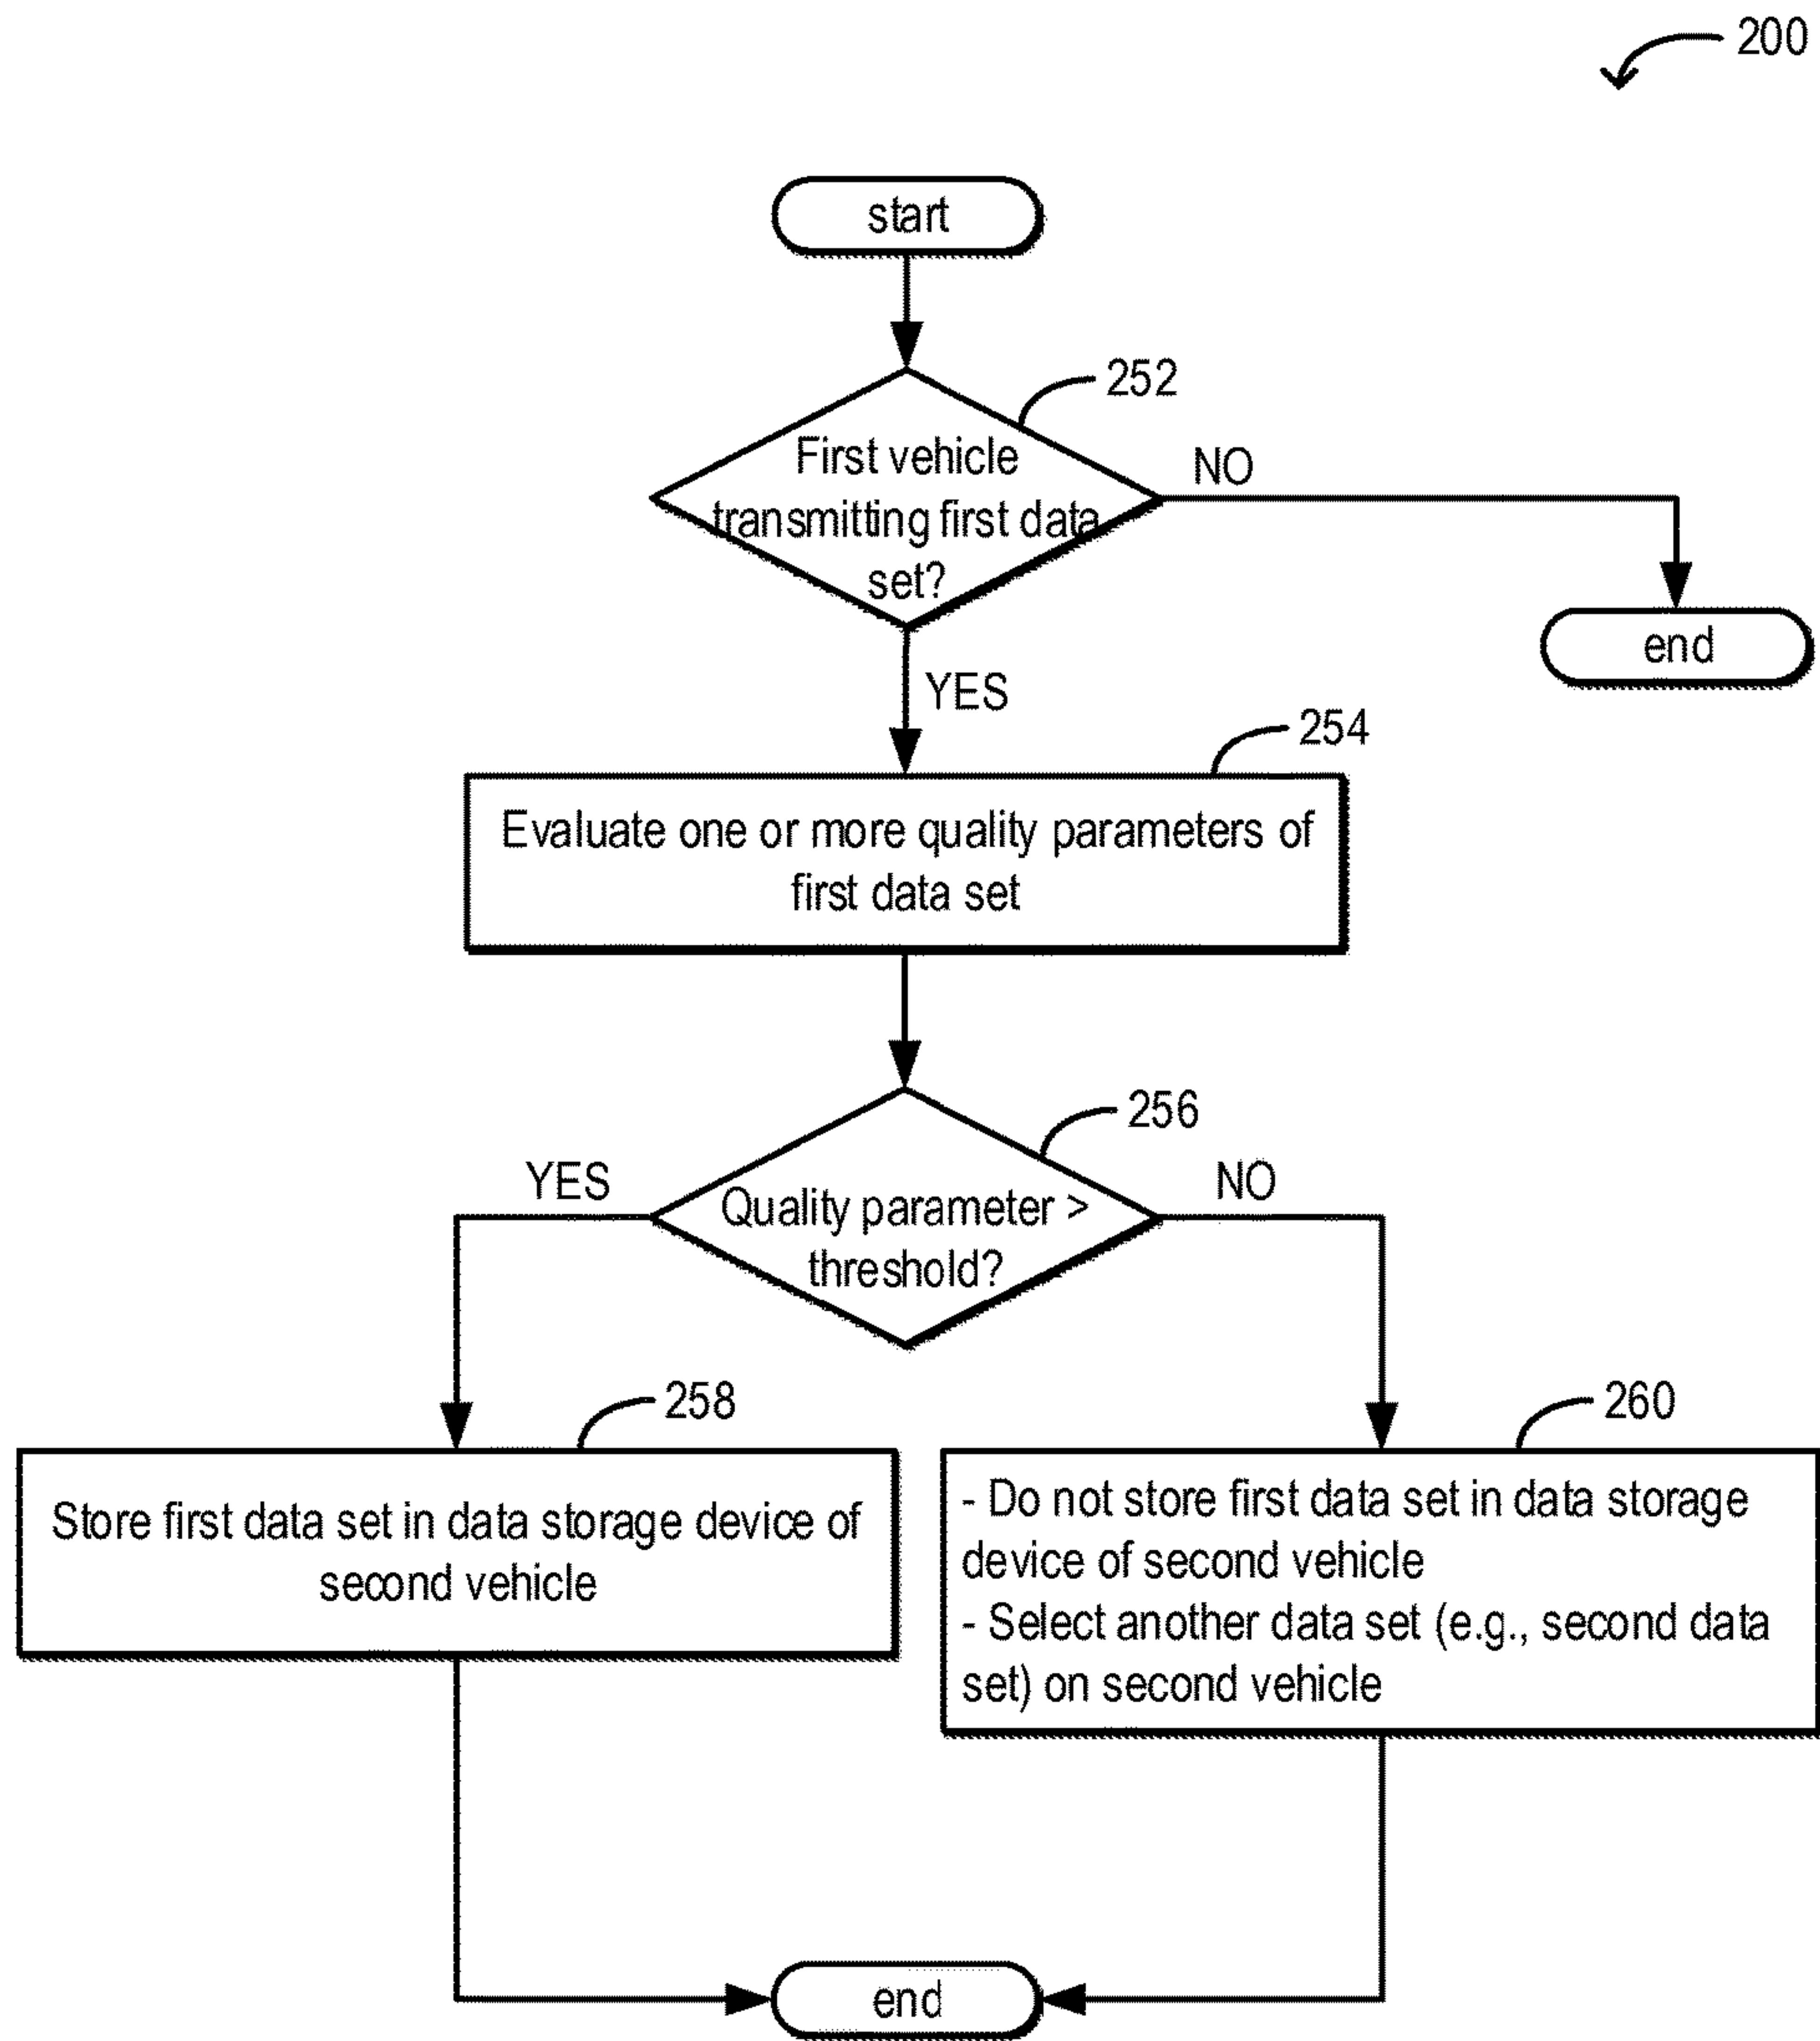 200
start
252
First vehicle
transmitting first data
set?
NO
end
YES
254
Evaluate one or more quality parameters of
first data set
256
YES
NO
Quality parameter >
threshold?
258
260
Store first data set in data storage device of
second vehicle
- Do not store first data set in data storage
device of second vehicle
- Select another data set (e.g., second data
set) on second vehicle
end